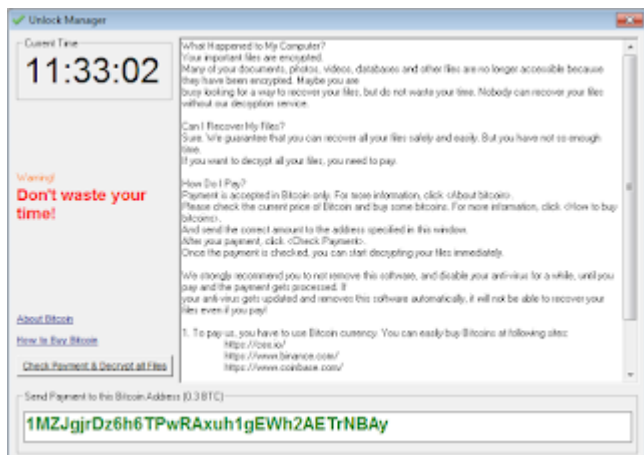 Unlock Manager
Current Time
11:33:02
Warning!
Don't waste your
time!
About Bitcoin
How to Buy Bitcoin
Check Payment & Decrypt all Files
What Happened to My Computer?
Your important files are encrypted.
Many of your documents, photos, videos, databases and other files are no longer accessible because
they have been encrypted. Maybe you are
busy looking for a way to recover your files, but do not waste your time. Nobody can recover your files
without our decryption service.
Can I Recover My Files?
Sure. We guarantee that you can recover all your files safely and easily. But you have not so enough
time.
If you want to decrypt all your files, you need to pay.
How Do I Pay?
Payment is accepted in Bitcoin only. For more information, click <About bitcoin>.
Please check the current price of Bitcoin and buy some bitcoins. For more information, click <How to buy
bitcoins>.
And send the correct amount to the address specified in this window.
After your payment, click <Check Payment>.
Once the payment is checked, you can start decrypting your files immediately.
We strongly recommend you to not remove this software, and disable your anti-virus for a while, until you
pay and the payment gets processed. If
your anti-virus gets updated and removes this software automatically, it will not be able to recover your
files even if you pay!
1. To pay us, you have to use Bitcoin currency. You can easily buy Bitcoins at following sites:
https://cex.io/
https://www.binance.com/
https://www.coinbase.com/
Send Payment to this Bitcoin Address (0.3 BTC)
1MZJgjrDz6h6TPwRAxuh1gEWh2AETrNBAy